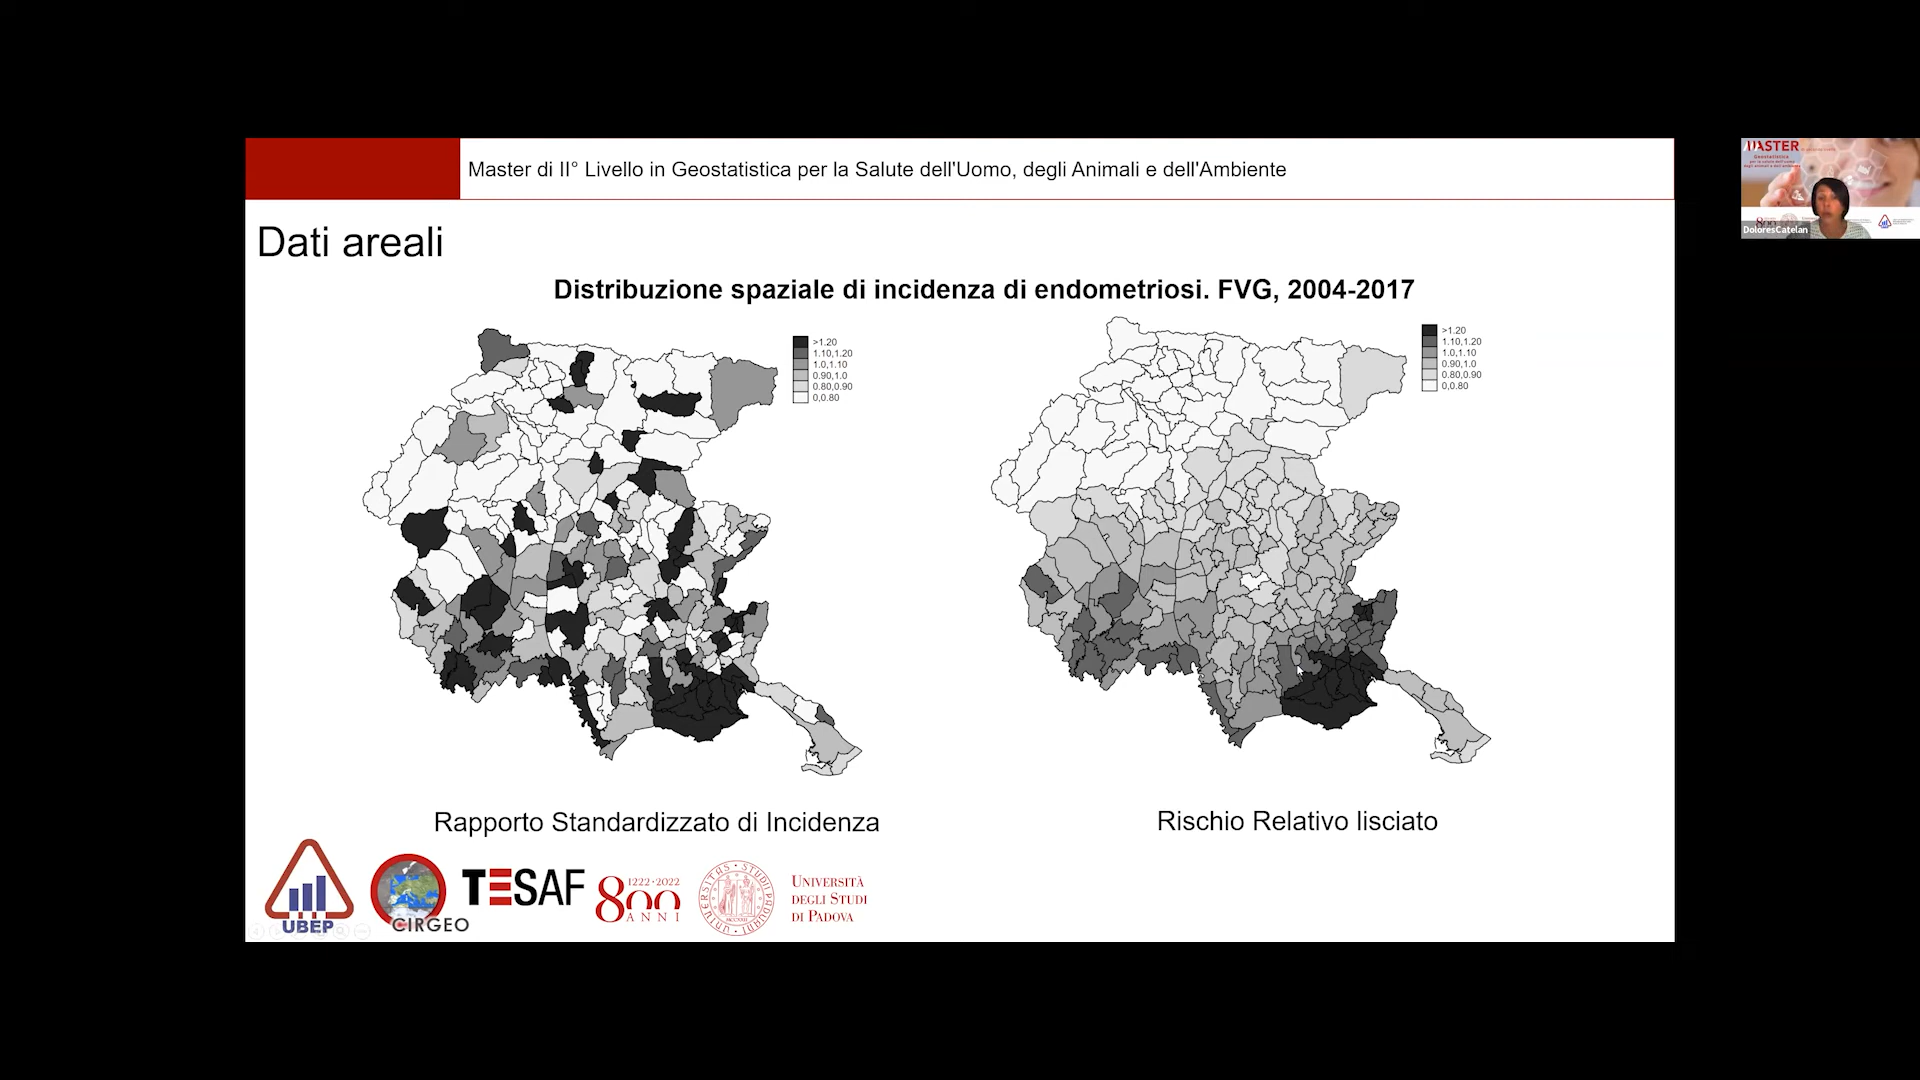 Master di II° Livello in Geostatistica per la Salute dell'Uomo, degli Animali e dell'Ambiente
MASTER
Geostatistica
DoloresCatelan
Dati areali
Distribuzione spaziale di incidenza di endometriosi. FVG, 2004-2017
>1.20
1.10,1.20
1.0,1.10
0.90,1.0
0.80,0.90
0,0.80
>1.20
1.10,1.20
1.0,1.10
0.90,1.0
0.80,0.90
0,0.80
Rapporto Standardizzato di Incidenza
Rischio Relativo lisciato
UBEP
CIRGEO
TESAF
1222·2022
800
ANNI
UNIVERSITÀ
DEGLI STUDI
DI PADOVA